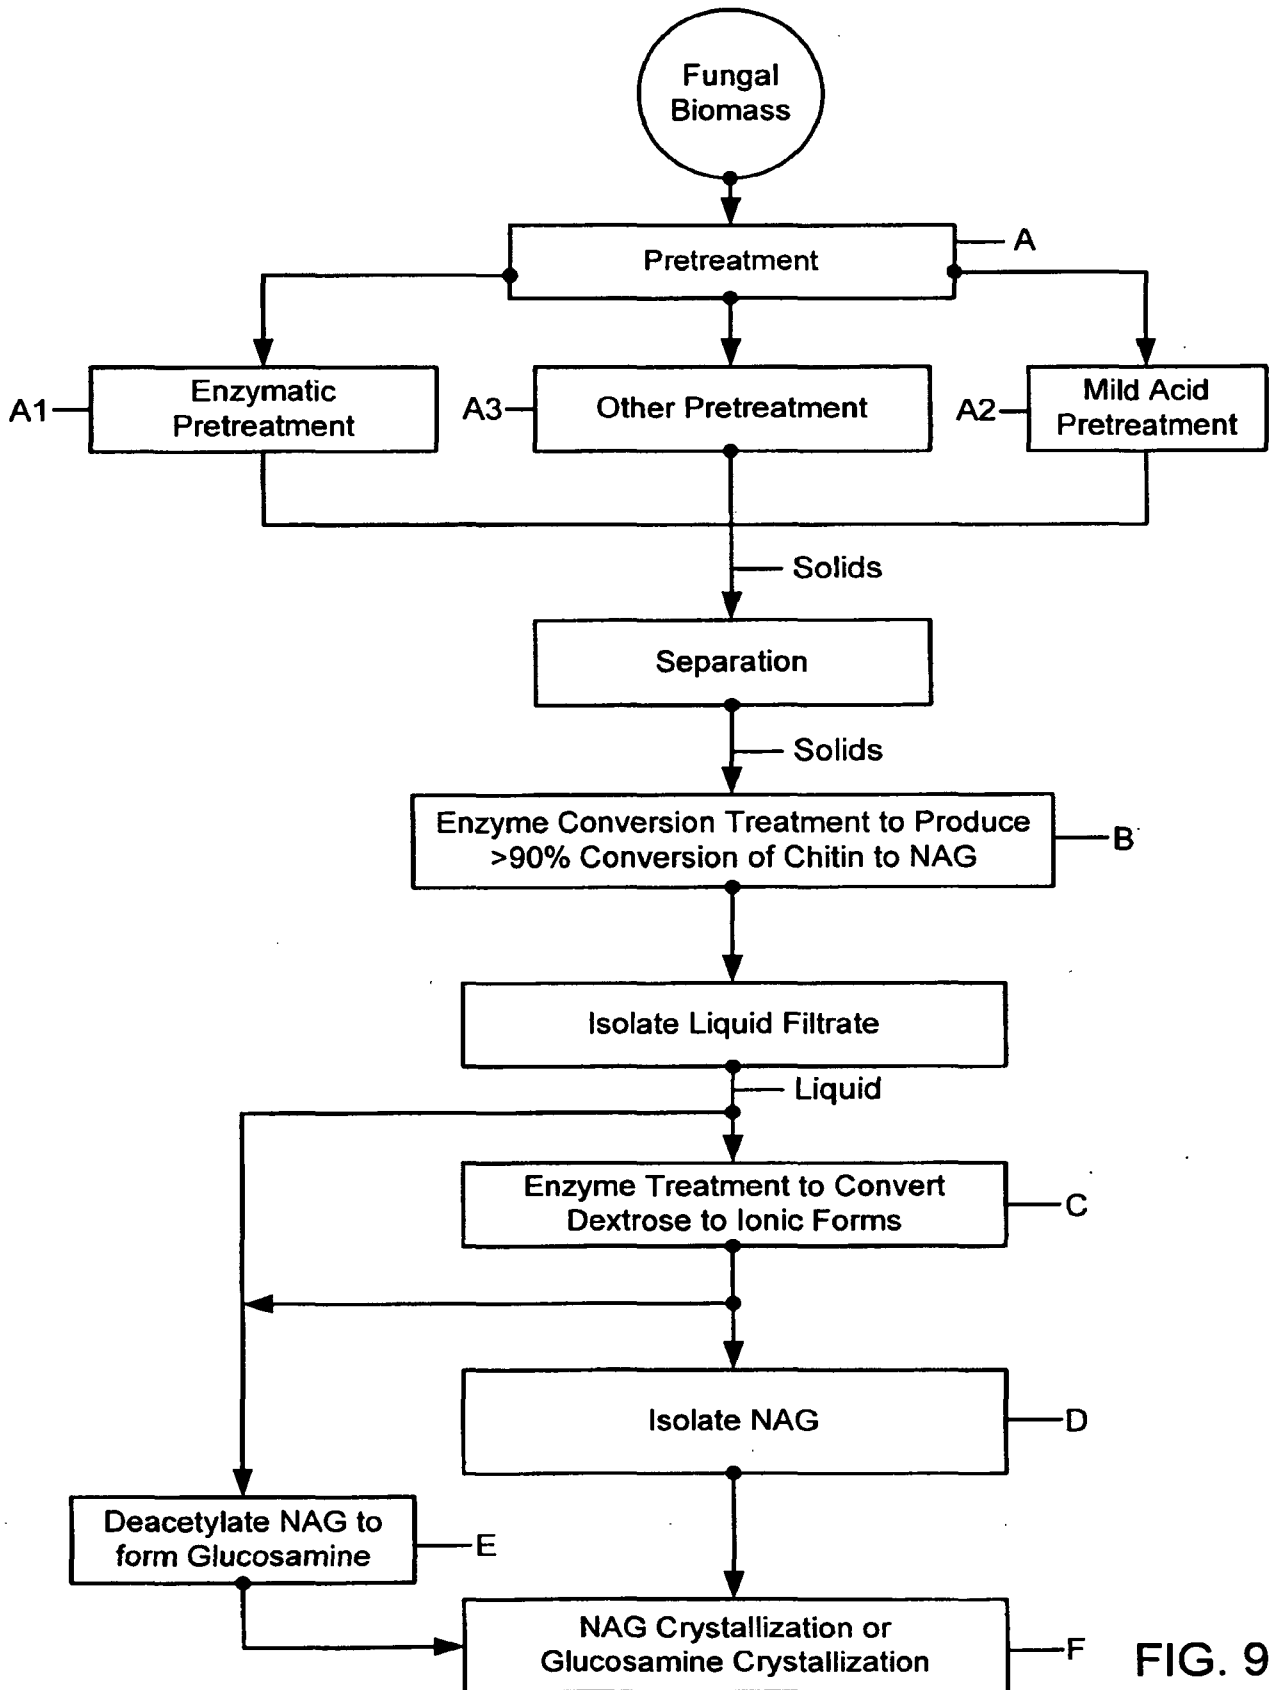 Fungal
Biomass
Pretreatment
A
A1
Enzymatic
Pretreatment
A3
Other Pretreatment
A2
Mild Acid
Pretreatment
Solids
Separation
Solids
Enzyme Conversion Treatment to Produce
>90% Conversion of Chitin to NAG
B
Isolate Liquid Filtrate
Liquid
Enzyme Treatment to Convert
Dextrose to Ionic Forms
C
Isolate NAG
D
Deacetylate NAG to
form Glucosamine
E
NAG Crystallization or
Glucosamine Crystallization
F
FIG. 9